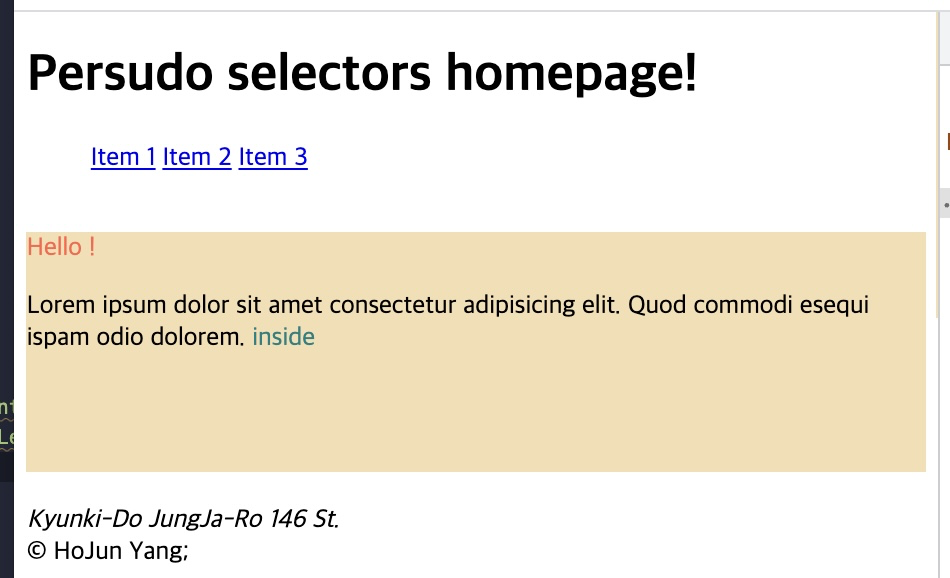 Persudo selectors homepage!
Item 1 Item 2 Item 3
Hello !
Lorem ipsum dolor sit amet consectetur adipisicing elit. Quod commodi esequi
ispam odio dolorem. inside
Kyunki-Do JungJa-Ro 146 St.
© HoJun Yang;